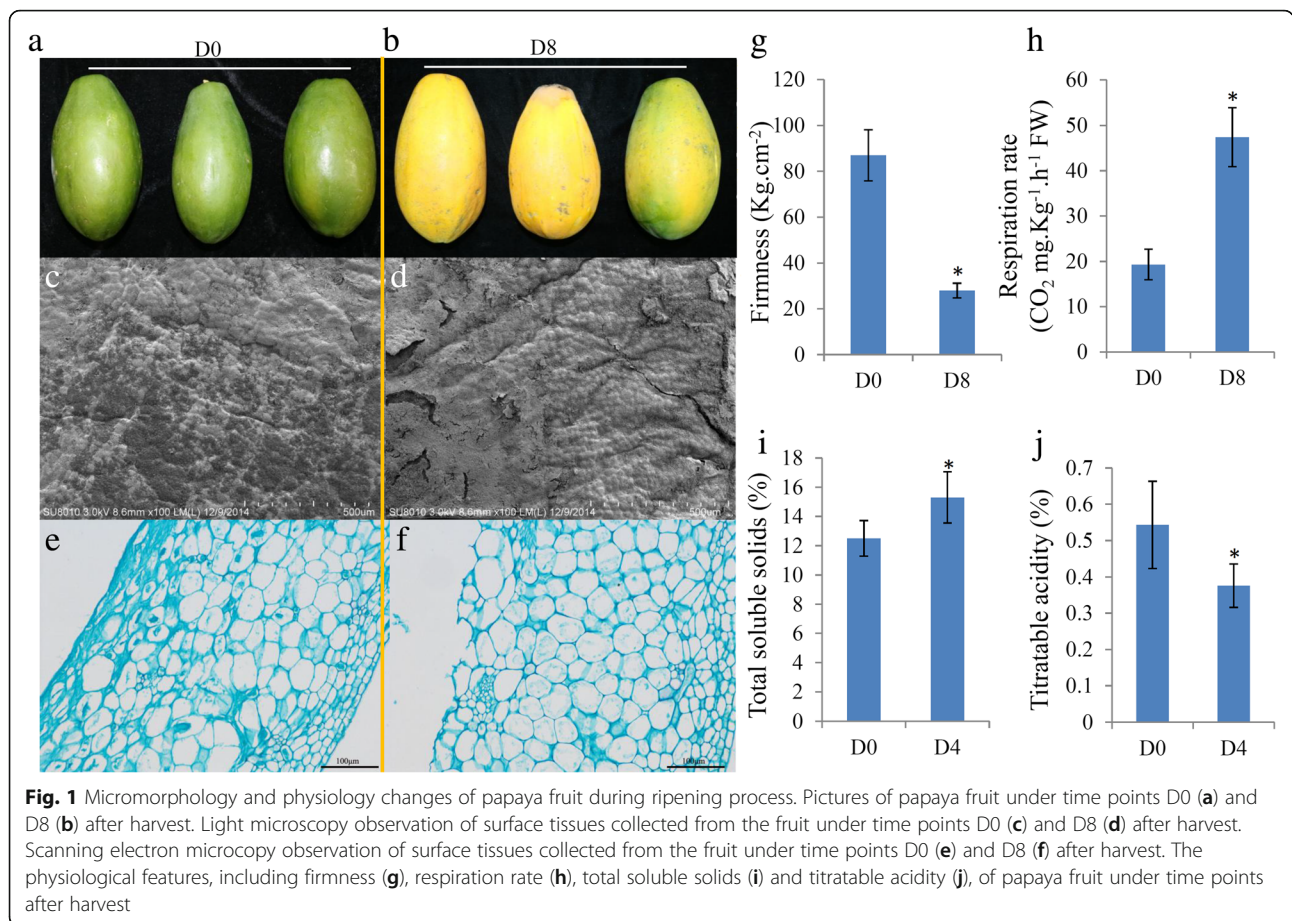 a
D0
b
D8
c
SU8010 3.0kV 8.6mm x100 LM(L) 12/9/2014
500um
d
SU8010 3.0kV 8.6mm x100 LM(L) 12/9/2014
500um
e
100μm
f
100μm
g
Firmness (Kg.cm⁻²)
120
100
80
60
40
20
0
*
D0
D8
h
Respiration rate
(CO₂ mg.Kg⁻¹.h⁻¹ FW)
60
50
40
30
20
10
0
*
D0
D8
i
Total soluble solids (%)
18
16
14
12
10
8
6
4
2
0
*
D0
D4
j
Titratable acidity (%)
0.7
0.6
0.5
0.4
0.3
0.2
0.1
0
*
D0
D4
Fig. 1 Micromorphology and physiology changes of papaya fruit during ripening process. Pictures of papaya fruit under time points D0 (a) and
D8 (b) after harvest. Light microscopy observation of surface tissues collected from the fruit under time points D0 (c) and D8 (d) after harvest.
Scanning electron microcopy observation of surface tissues collected from the fruit under time points D0 (e) and D8 (f) after harvest. The
physiological features, including firmness (g), respiration rate (h), total soluble solids (i) and titratable acidity (j), of papaya fruit under time points
after harvest